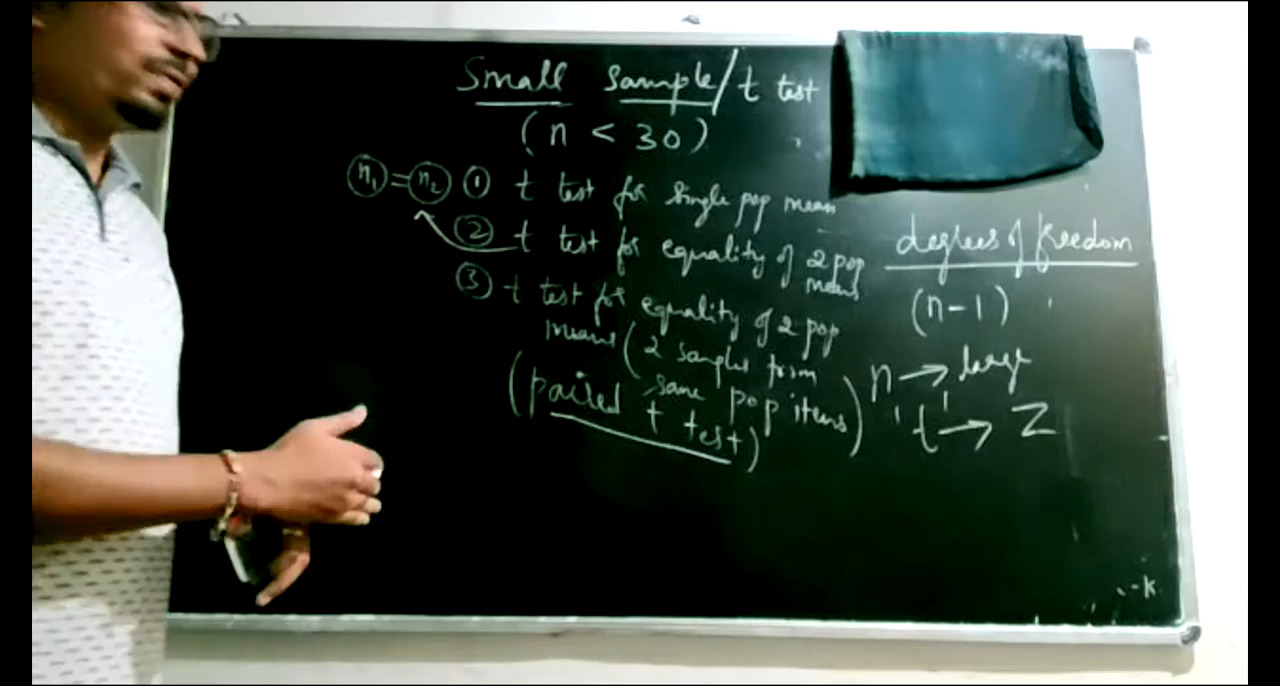 Small Sample/t test
(n < 30)
n₁ = n₂ ① t test for single pop mean
② t test for equality of 2 pop
means
③ t test for equality of 2 pop
means (2 samples from
same pop items)
(paired t test)
degrees of freedom
(n-1)
n → large
't' → Z
-k